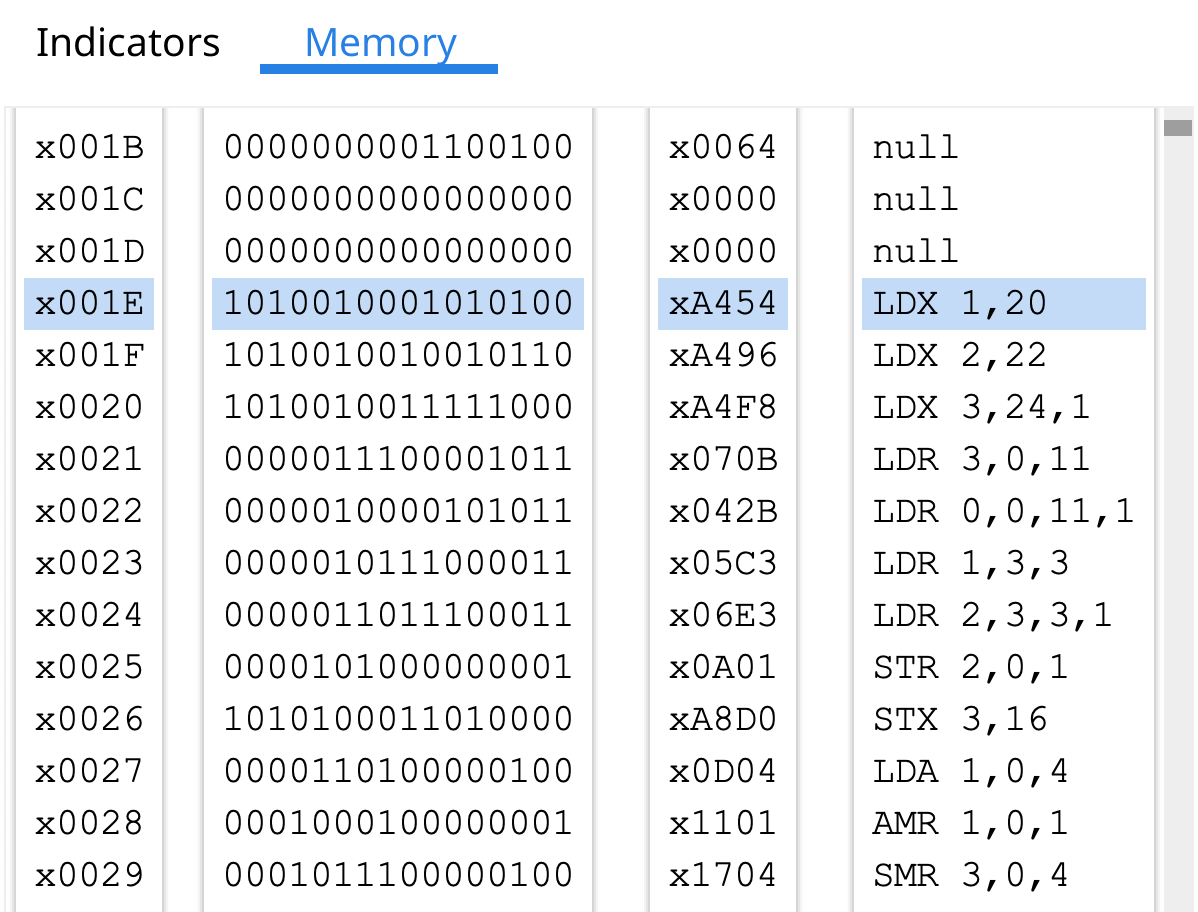 Indicators Memory
x001B 0000000001100100 x0064 null
x001C 0000000000000000 x0000 null
x001D 0000000000000000 x0000 null
x001E 1010010001010100 xA454 LDX 1,20
x001F 1010010010010110 xA496 LDX 2,22
x0020 1010010011111000 xA4F8 LDX 3,24,1
x0021 0000011100001011 x070B LDR 3,0,11
x0022 0000010000101011 x042B LDR 0,0,11,1
x0023 0000010111000011 x05C3 LDR 1,3,3
x0024 0000011011100011 x06E3 LDR 2,3,3,1
x0025 0000101000000001 x0A01 STR 2,0,1
x0026 1010100011010000 xA8D0 STX 3,16
x0027 0000110100000100 x0D04 LDA 1,0,4
x0028 0001000100000001 x1101 AMR 1,0,1
x0029 0001011100000100 x1704 SMR 3,0,4